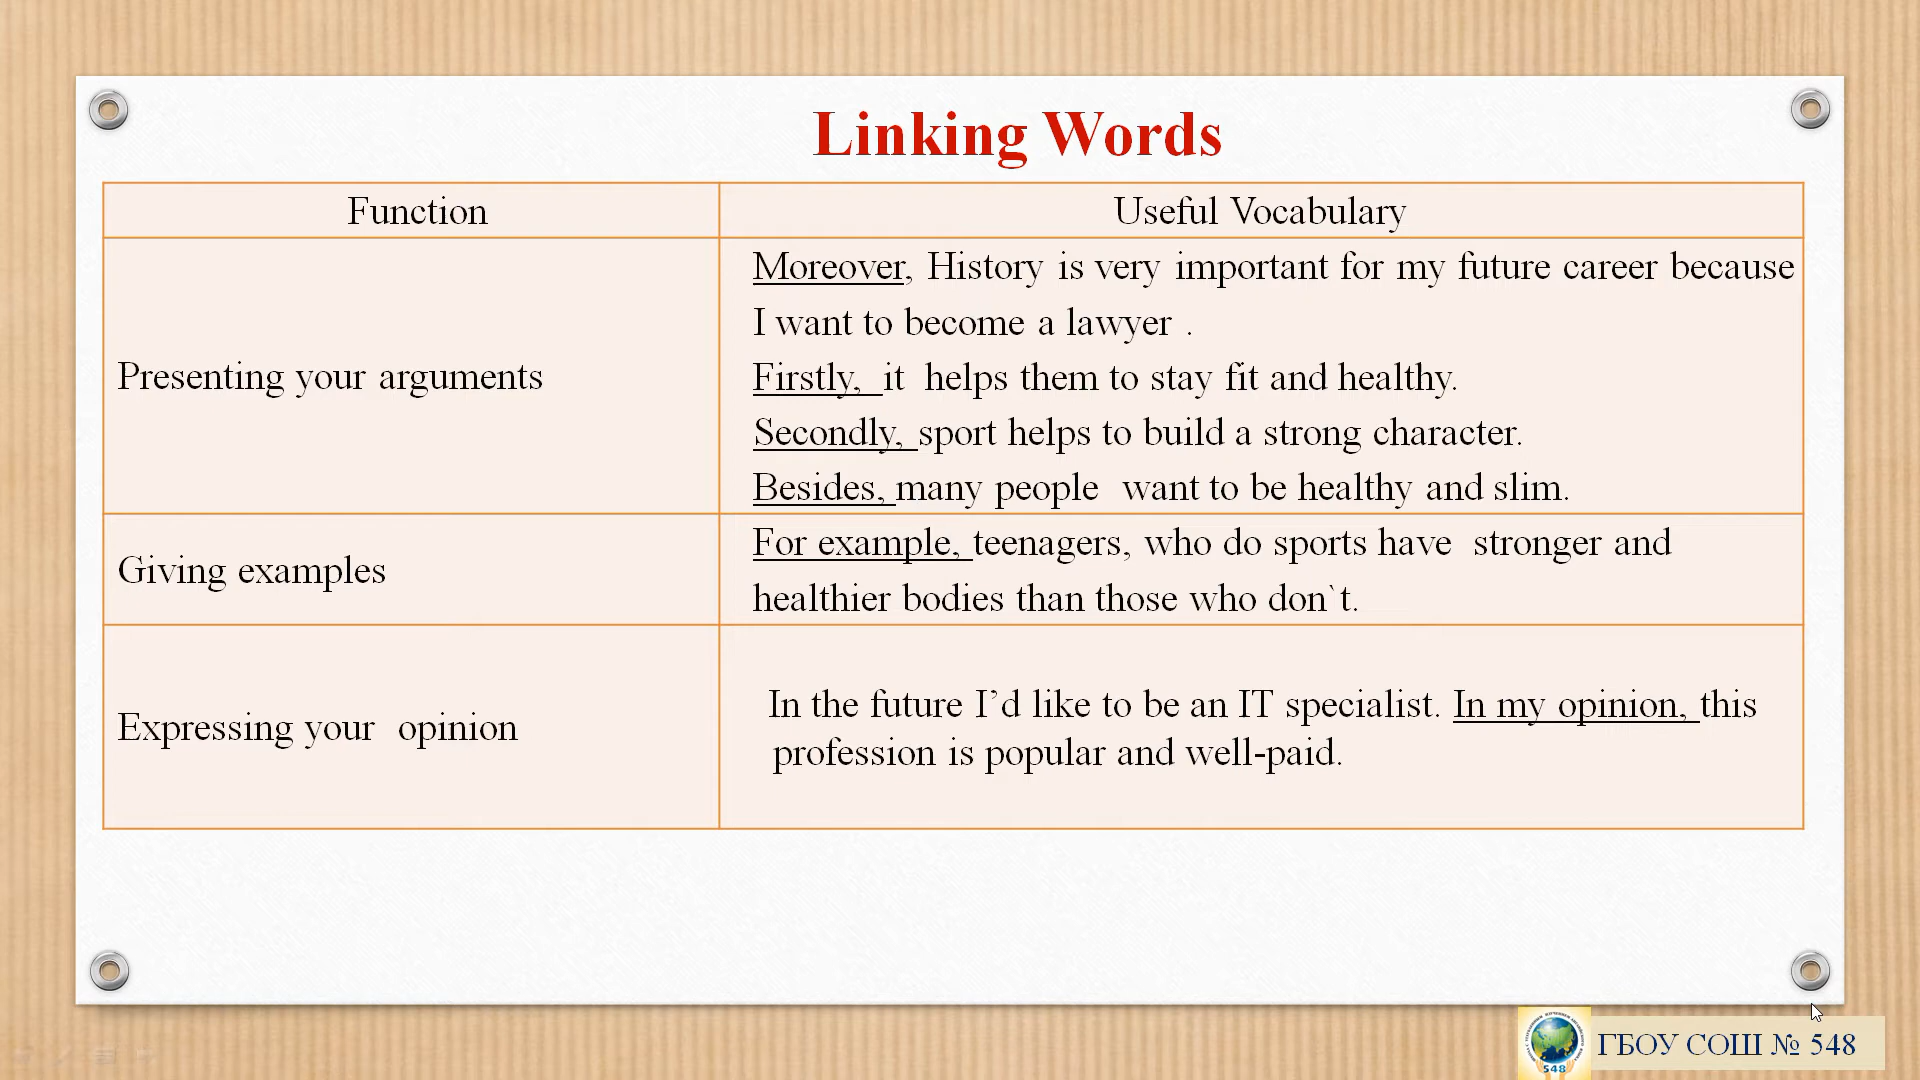 Linking Words
Function
Useful Vocabulary
Presenting your arguments
Moreover, History is very important for my future career because
I want to become a lawyer .
Firstly, it helps them to stay fit and healthy.
Secondly, sport helps to build a strong character.
Besides, many people want to be healthy and slim.
Giving examples
For example, teenagers, who do sports have stronger and
healthier bodies than those who don`t.
Expressing your opinion
In the future I’d like to be an IT specialist. In my opinion, this
profession is popular and well-paid.
548
ГБОУ СОШ № 548